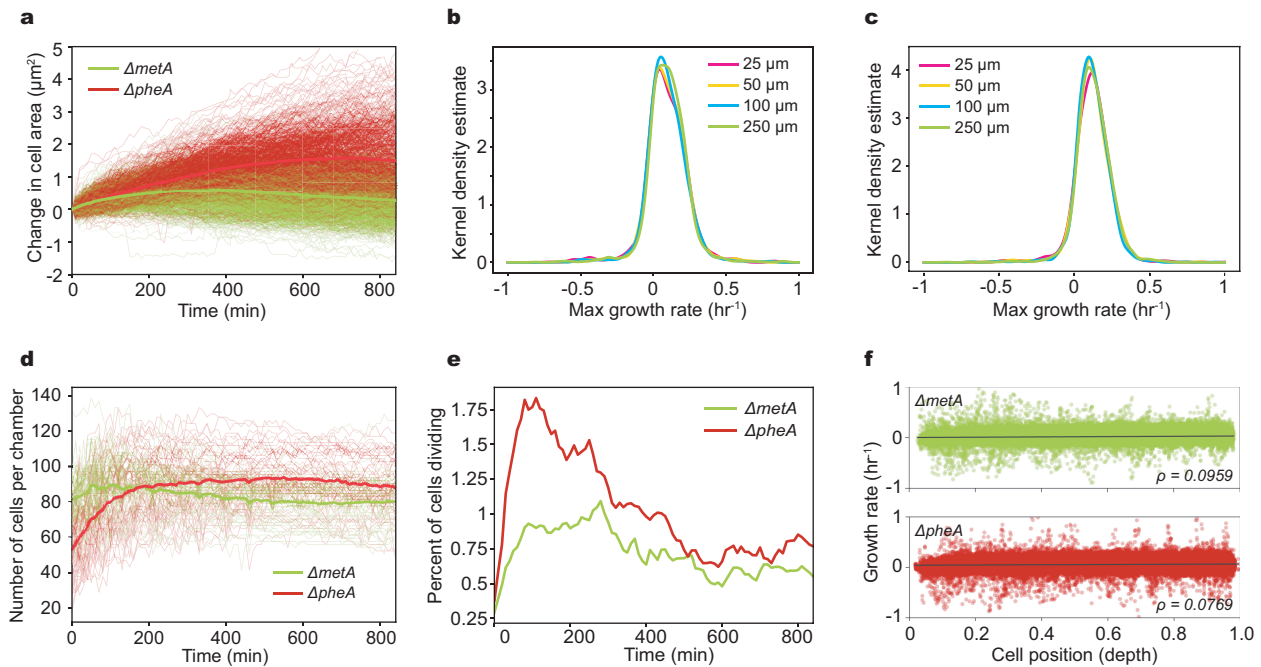 a
5
4
3
2
1
0
-1
-2
Change in cell area (μm²)
ΔmetA
ΔpheA
0 200 400 600 800
Time (min)
b
3
2
1
0
Kernel density estimate
25 μm
50 μm
100 μm
250 μm
-1 -0.5 0 0.5 1
Max growth rate (hr⁻¹)
c
4
3
2
1
0
Kernel density estimate
25 μm
50 μm
100 μm
250 μm
-1 -0.5 0 0.5 1
Max growth rate (hr⁻¹)
d
140
120
100
80
60
40
20
Number of cells per chamber
ΔmetA
ΔpheA
0 200 400 600 800
Time (min)
e
1.75
1.5
1.25
1
0.75
0.5
0.25
Percent of cells dividing
ΔmetA
ΔpheA
0 200 400 600 800
Time (min)
f
1
0
-1
ΔmetA
ρ = 0.0959
1
0
-1
ΔpheA
ρ = 0.0769
Growth rate (hr⁻¹)
0 0.2 0.4 0.6 0.8 1.0
Cell position (depth)